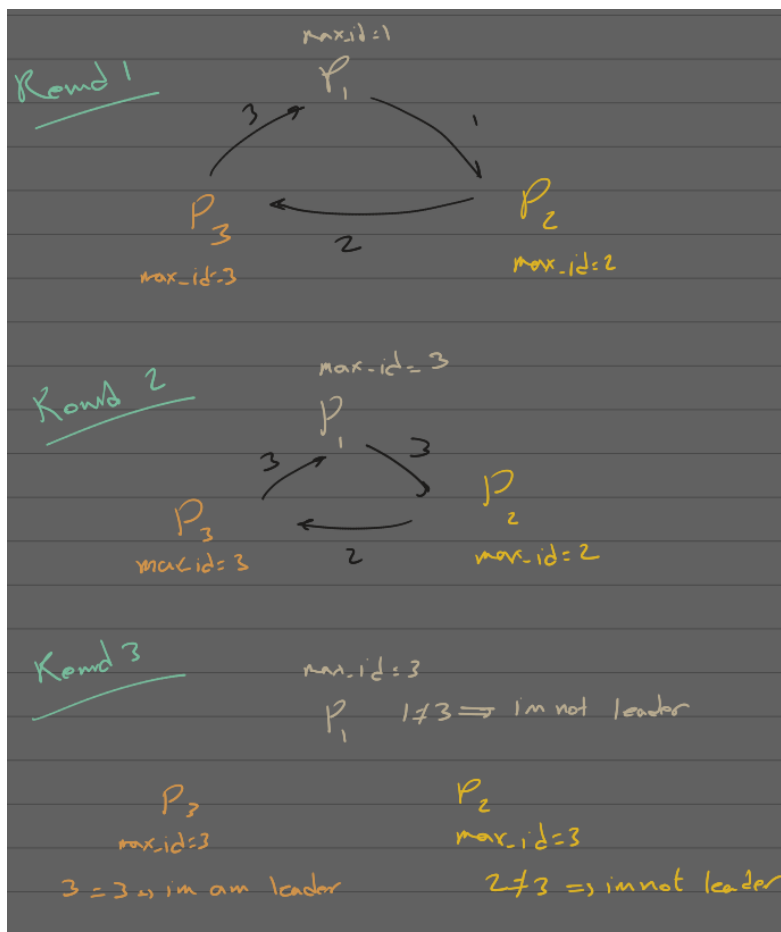 Round 1
max_id=1
P1
3
1
P3
P2
2
max_id=3
max_id=2
Round 2
max_id=3
P1
3
3
P3
P2
2
max_id=3
max_id=2
Round 3
max_id=3
P1 1≠3 => im not leader
P3
P2
max_id=3
max_id=3
3=3 => im am leader
2≠3 => im not leader